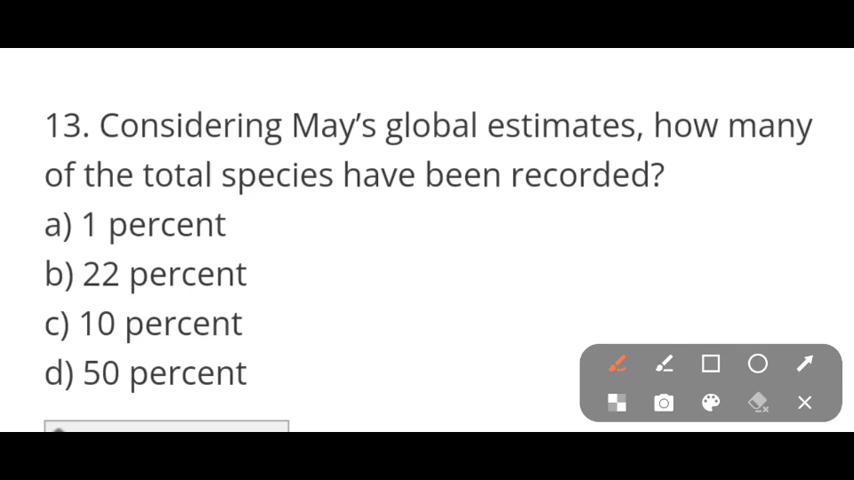 13. Considering May's global estimates, how many
of the total species have been recorded?
a) 1 percent
b) 22 percent
c) 10 percent
d) 50 percent